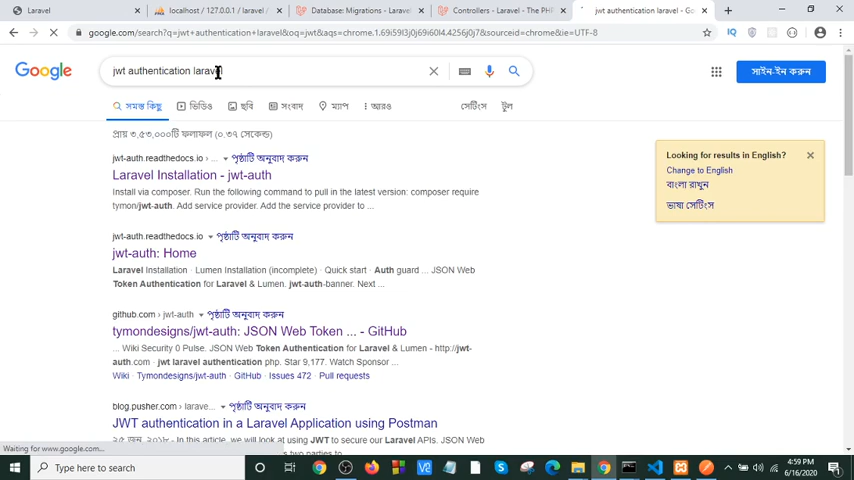 Laravel
localhost / 127.0.0.1 / laravel /
Database: Migrations - Laravel
Controllers - Laravel - The PHP
jwt authentication laravel - Goo
google.com/search?q=jwt+authentication+laravel&oq=jwt&aqs=chrome.1.69i59l3j0j69i60l4.4256j0j7&sourceid=chrome&ie=UTF-8
Google
jwt authentication laravel
সাইন-ইন করুন
সমস্ত কিছু
ভিডিও
ছবি
সংবাদ
ম্যাপ
আরও
সেটিংস
টুল
প্রায় ৩,৫৩,০০০টি ফলাফল (০.৩৭ সেকেন্ড)
jwt-auth.readthedocs.io › ... পৃষ্ঠাটি অনুবাদ করুন
Laravel Installation - jwt-auth
Install via composer. Run the following command to pull in the latest version: composer require
tymon/jwt-auth. Add service provider. Add the service provider to ...
jwt-auth.readthedocs.io পৃষ্ঠাটি অনুবাদ করুন
jwt-auth: Home
Laravel Installation · Lumen Installation (incomplete) · Quick start · Auth guard ... JSON Web
Token Authentication for Laravel & Lumen. jwt-auth-banner. Next ...
github.com › jwt-auth পৃষ্ঠাটি অনুবাদ করুন
tymondesigns/jwt-auth: JSON Web Token ... - GitHub
... Wiki Security 0 Pulse. JSON Web Token Authentication for Laravel & Lumen - http://jwt-
auth.com · jwt laravel authentication php. Star 9,177. Watch Sponsor ...
Wiki · Tymondesigns/jwt-auth · GitHub · Issues 472 · Pull requests
blog.pusher.com › larave... পৃষ্ঠাটি অনুবাদ করুন
JWT authentication in a Laravel Application using Postman
২৫ জন, ২০১৮ - In this article, we will look at using JWT to secure our Laravel APIs. JSON Web
Looking for results in English?
Change to English
বাংলা রাখুন
ভাষা সেটিংস
Waiting for www.google.com...
Type here to search
4:59 PM
6/16/2020